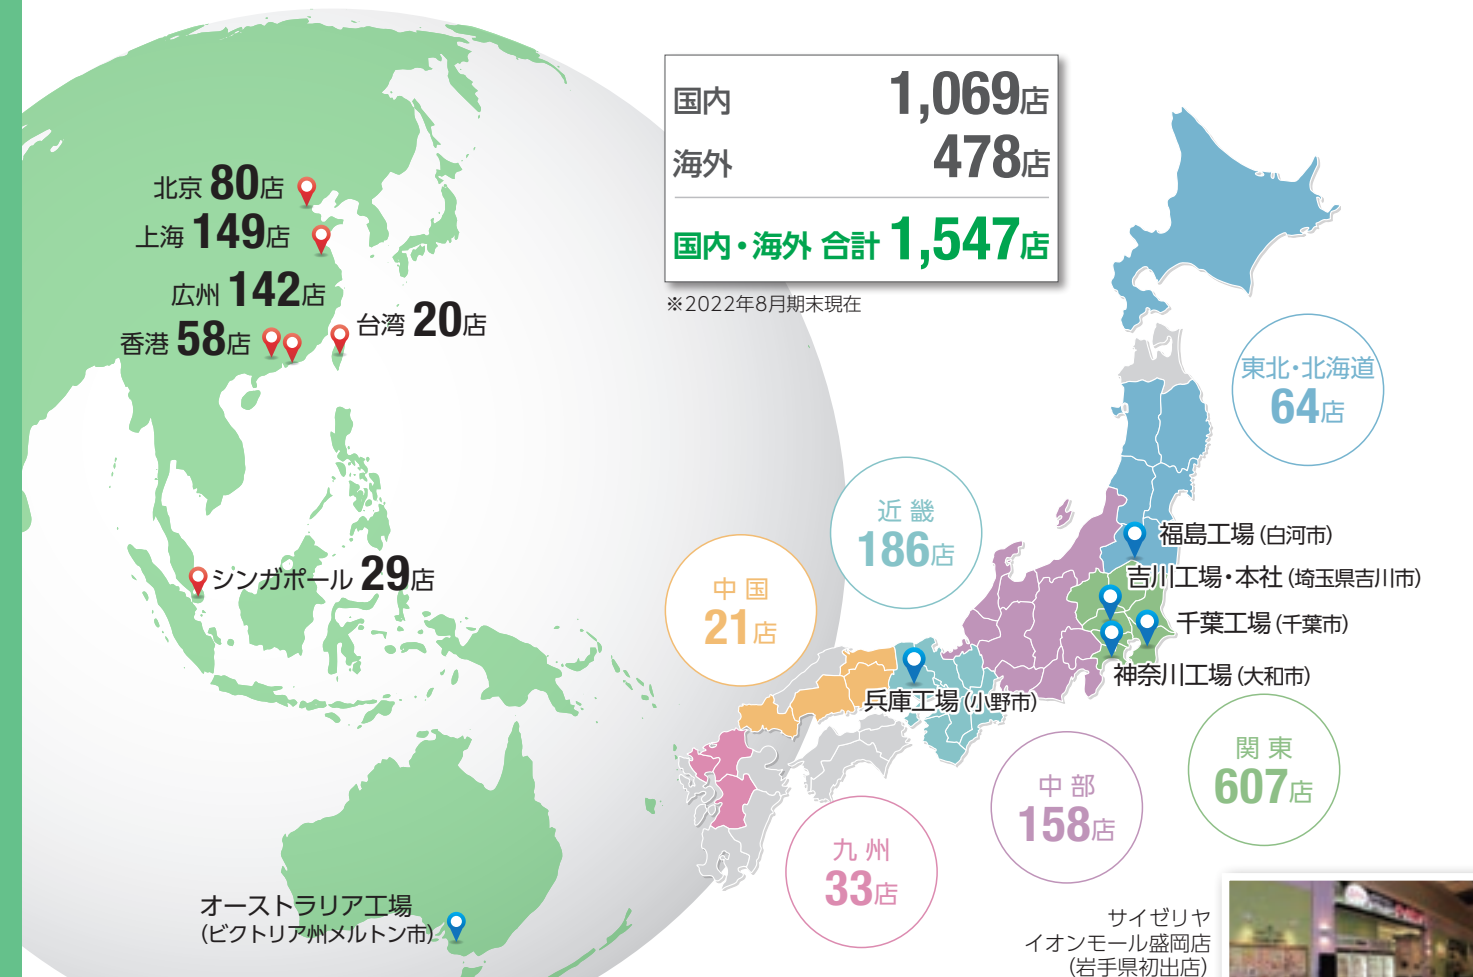 国内 1,069店
海外 478店
国内・海外 合計 1,547店
※2022年8月期末現在
北京 80店
上海 149店
広州 142店
香港 58店
台湾 20店
シンガポール 29店
オーストラリア工場
(ビクトリア州メルトン市)
東北・北海道
64店
近畿
186店
中国
21店
福島工場 (白河市)
吉川工場・本社 (埼玉県吉川市)
千葉工場 (千葉市)
神奈川工場 (大和市)
兵庫工場 (小野市)
関東
607店
中部
158店
九州
33店
サイゼリヤ
イオンモール盛岡店
(岩手県初出店)